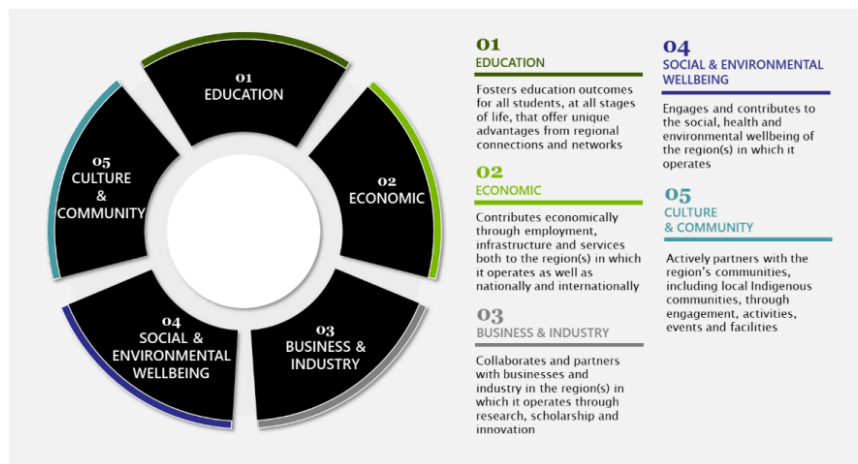 01
EDUCATION
02
ECONOMIC
03
BUSINESS &
INDUSTRY
04
SOCIAL &
ENVIRONMENTAL
WELLBEING
05
CULTURE
&
COMMUNITY
01
EDUCATION
Fosters education outcomes
for all students, at all stages
of life, that offer unique
advantages from regional
connections and networks
02
ECONOMIC
Contributes economically
through employment,
infrastructure and services
both to the region(s) in which
it operates as well as
nationally and internationally
03
BUSINESS & INDUSTRY
Collaborates and partners
with businesses and
industry in the region(s) in
which it operates through
research, scholarship and
innovation
04
SOCIAL & ENVIRONMENTAL
WELLBEING
Engages and contributes to
the social, health and
environmental wellbeing of
the region(s) in which it
operates
05
CULTURE
& COMMUNITY
Actively partners with the
region's communities,
including local Indigenous
communities, through
engagement, activities,
events and facilities